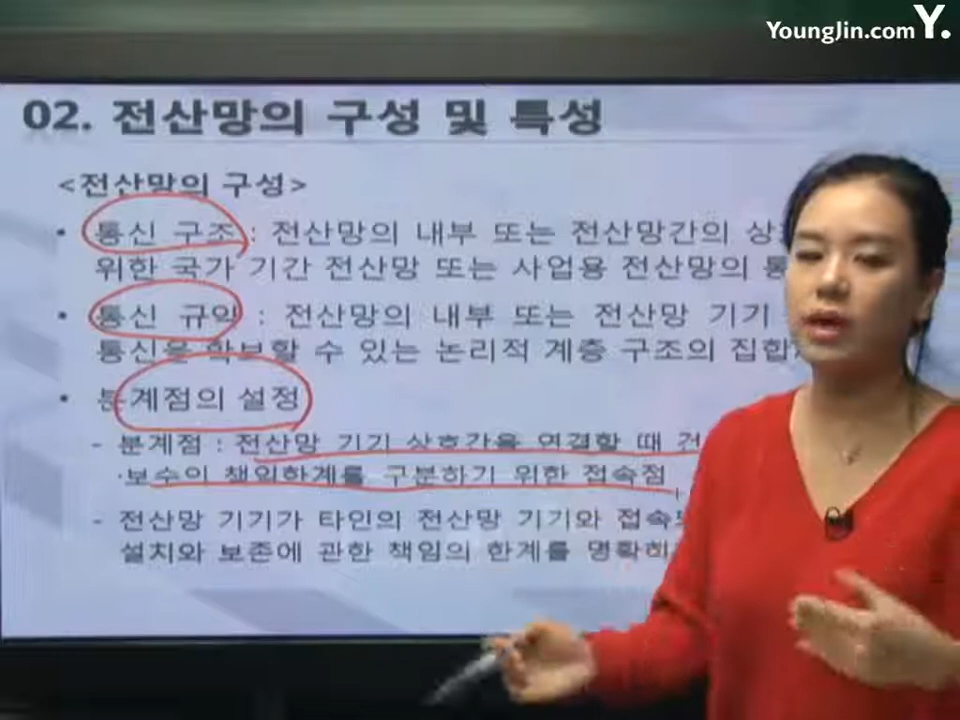 YoungJin.com Y.
02. 전산망의 구성 및 특성
<전산망의 구성>
• 통신 구조 : 전산망의 내부 또는 전산망간의
위한 국가 기간 전산망 또는 사업용 전산망의
• 통신 규약 : 전산망의 내부 또는 전산망 기기
통신을 확보할 수 있는 논리적 계층 구조의
• 분계점의 설정
- 분계점 : 전산망 기기 상호간을 연결할 때
·보수의 책임한계를 구분하기 위한 접속점
- 전산망 기기가 타인의 전산망 기기와
설치와 보존에 관한 책임의 한계를